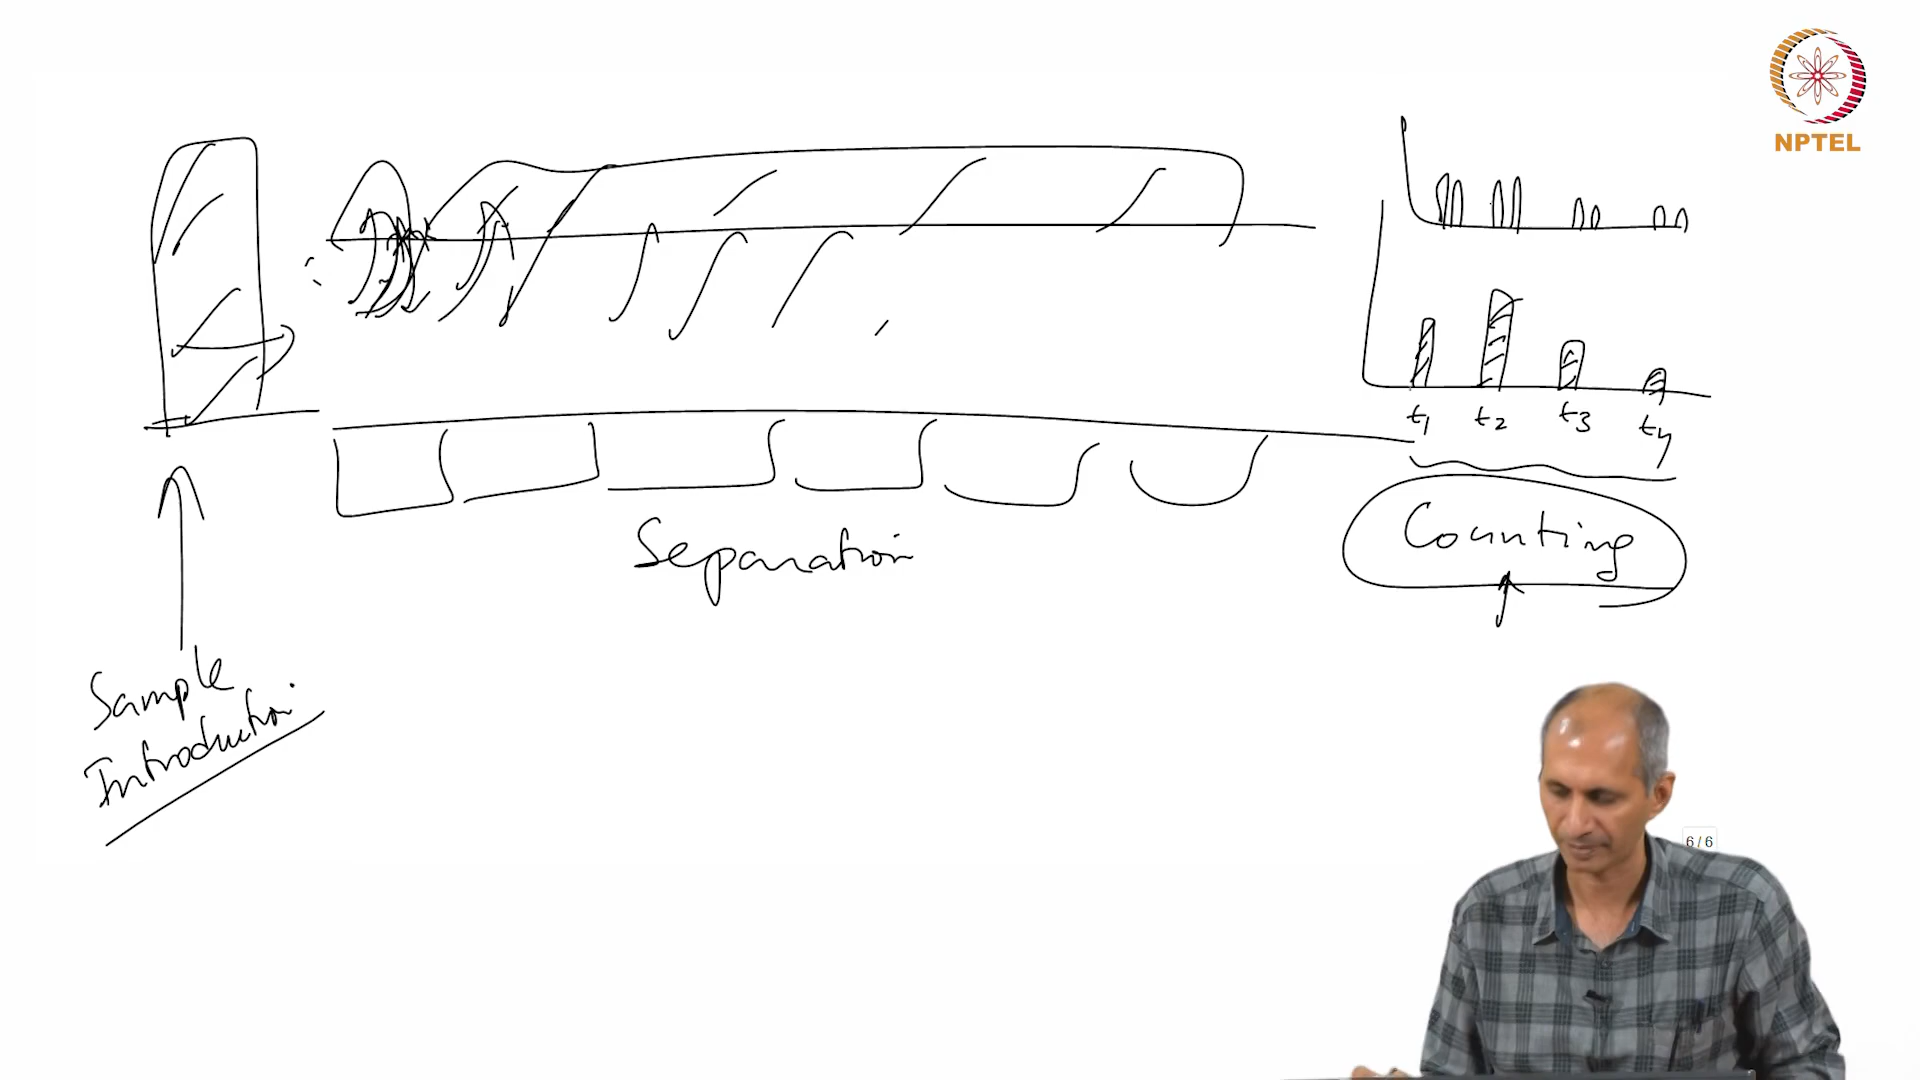 NPTEL
t1 t2 t3 t4
Separation
Counting
Sample
Introduction
6 / 6